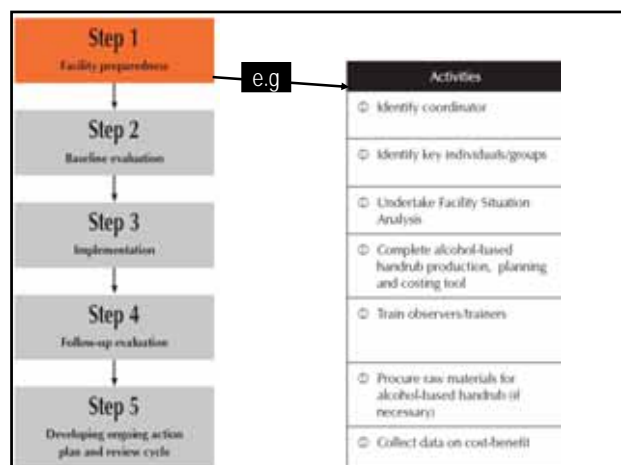 Step 1
Facility preparedness
Step 2
Baseline evaluation
Step 3
Implementation
Step 4
Follow-up evaluation
Step 5
Developing ongoing action
plan and review cycle
e.g
Activities
Identify coordinator
Identify key individuals/groups
Undertake Facility Situation
Analysis
Complete alcohol-based
handrub production, planning
and costing tool
Train observers/trainers
Procure raw materials for
alcohol-based handrub (if
necessary)
Collect data on cost-benefit